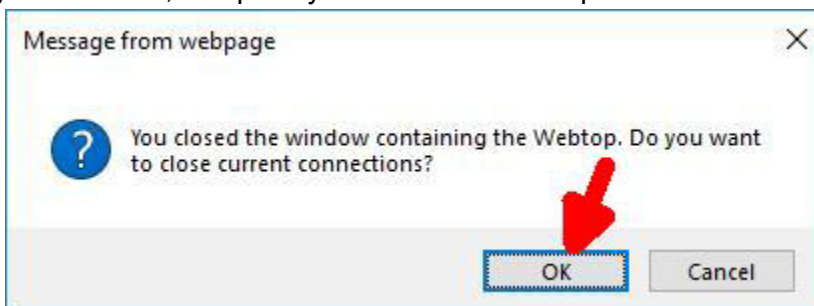 Message from webpage
You closed the window containing the Webtop. Do you want
to close current connections?
OK Cancel